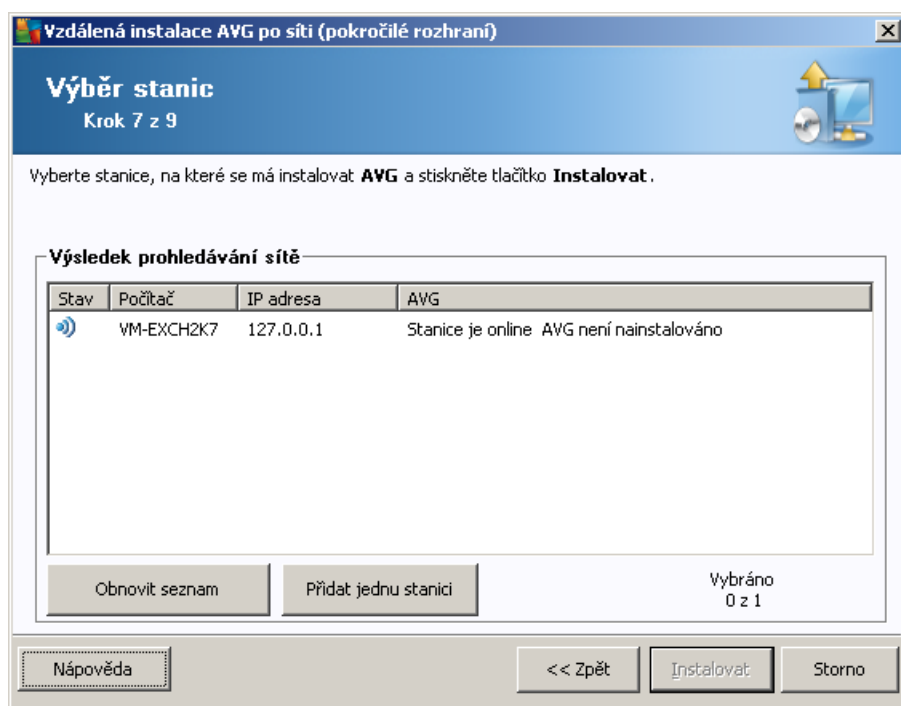 Vzdálená instalace AVG po síti (pokročilé rozhraní)
Výběr stanic
Krok 7 z 9
Vyberte stanice, na které se má instalovat AVG a stiskněte tlačítko Instalovat.
Výsledek prohledávání sítě
Stav Počítač IP adresa AVG
VM-EXCH2K7 127.0.0.1 Stanice je online AVG není nainstalováno
Obnovit seznam Přidat jednu stanici Vybráno
0 z 1
Nápověda << Zpět Instalovat Storno